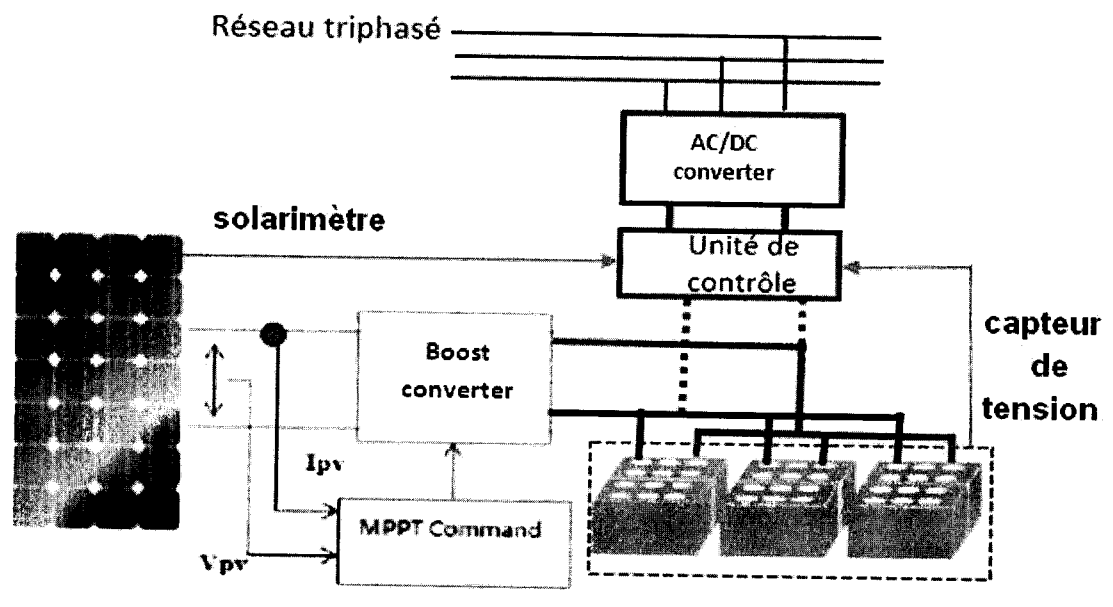 Réseau triphasé
AC/DC
converter
solarimètre
Unité de
contrôle
capteur
de
tension
Boost
converter
Ipv
MPPT Command
Vpv